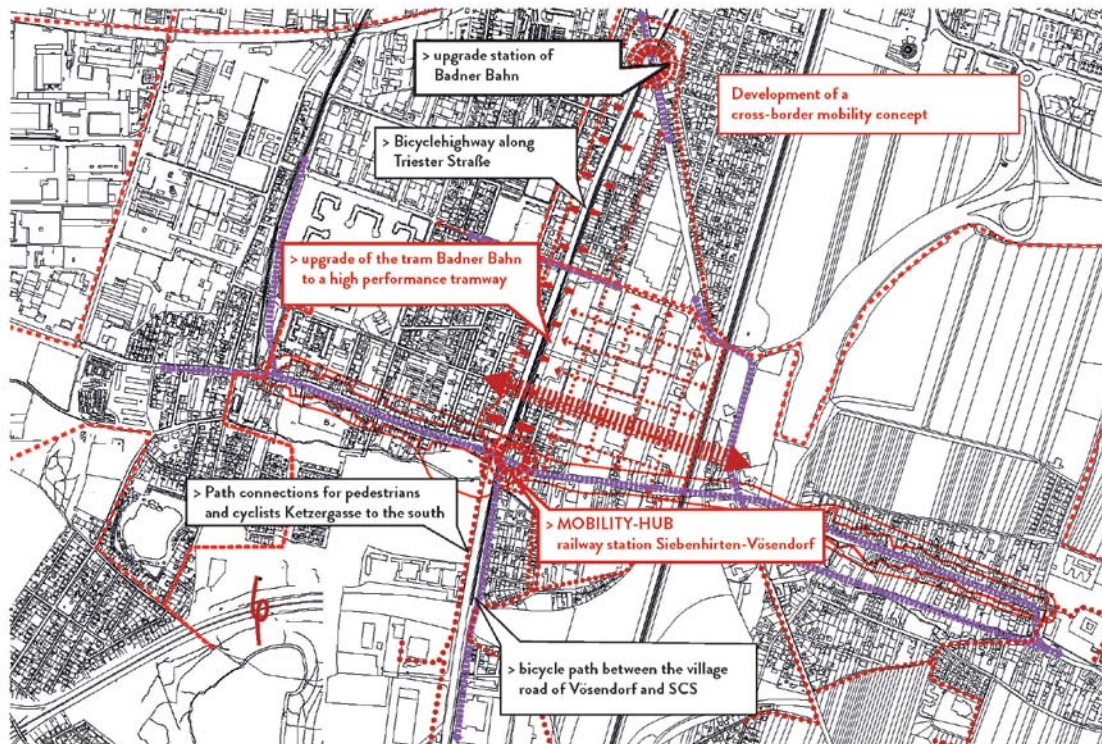 > upgrade station of
Badner Bahn
Development of a
cross-border mobility concept
> Bicyclehighway along
Triester Straße
> upgrade of the tram Badner Bahn
to a high performance tramway
> Path connections for pedestrians
and cyclists Ketzergasse to the south
> MOBILITY-HUB
railway station Siebenhirten-Vösendorf
> bicycle path between the village
road of Vösendorf and SCS